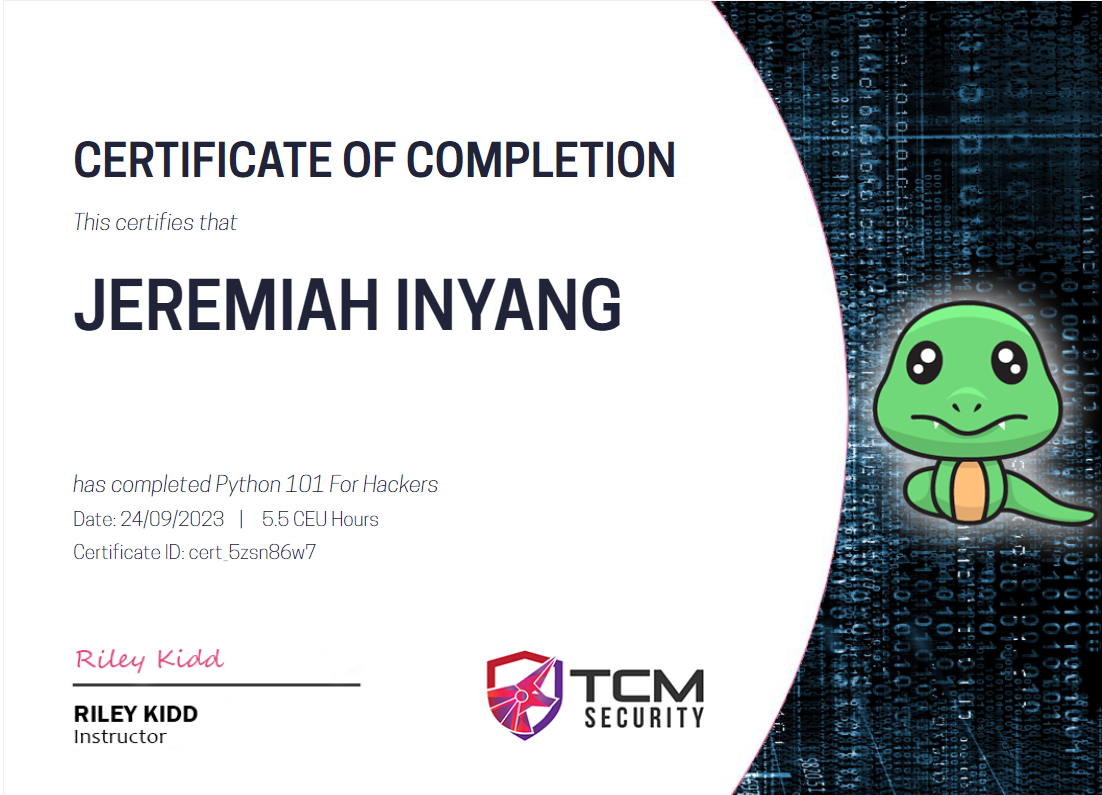 CERTIFICATE OF COMPLETION
This certifies that
JEREMIAH INYANG
has completed Python 101 For Hackers
Date: 24/09/2023 | 5.5 CEU Hours
Certificate ID: cert_5zsn86w7
Riley Kidd
RILEY KIDD
Instructor
TCM
SECURITY